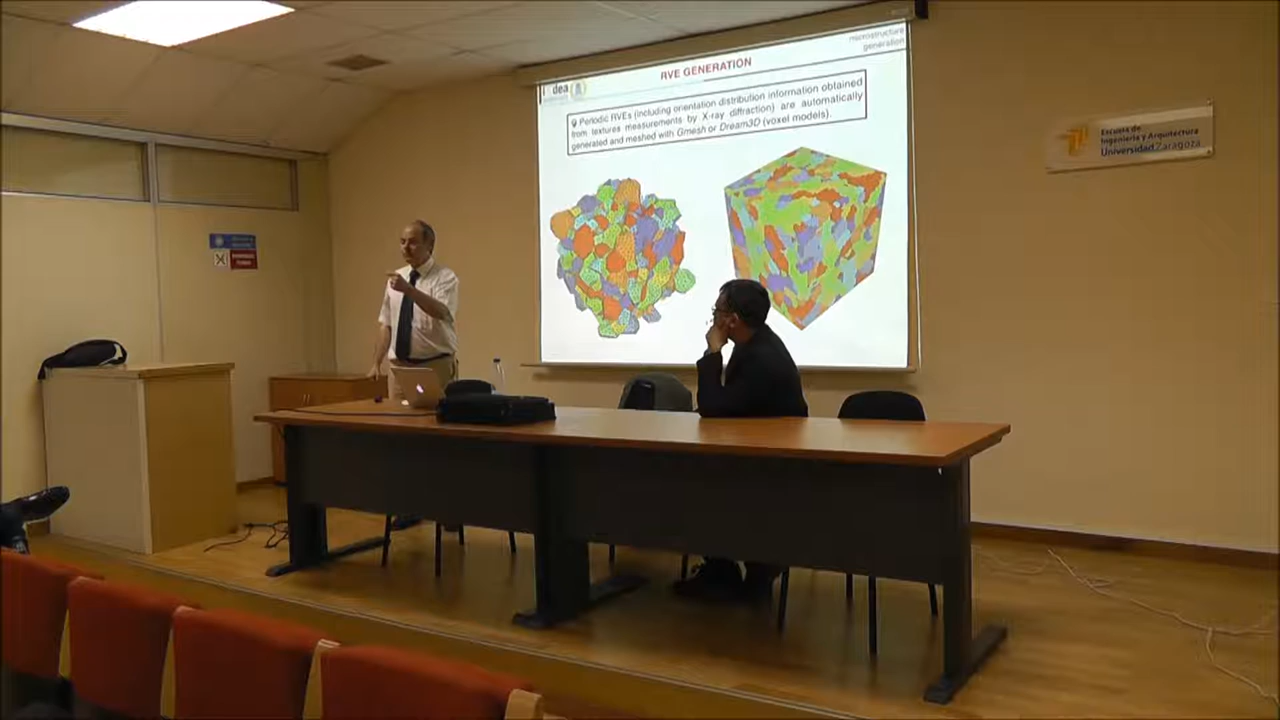 microstructure
generation
RVE GENERATION
Periodic RVEs (including orientation distribution information obtained
from textures measurements by X-ray diffraction) are automatically
generated and meshed with Gmesh or Dream3D (voxel models).
Escuela de
Ingeniería y Arquitectura
Universidad Zaragoza